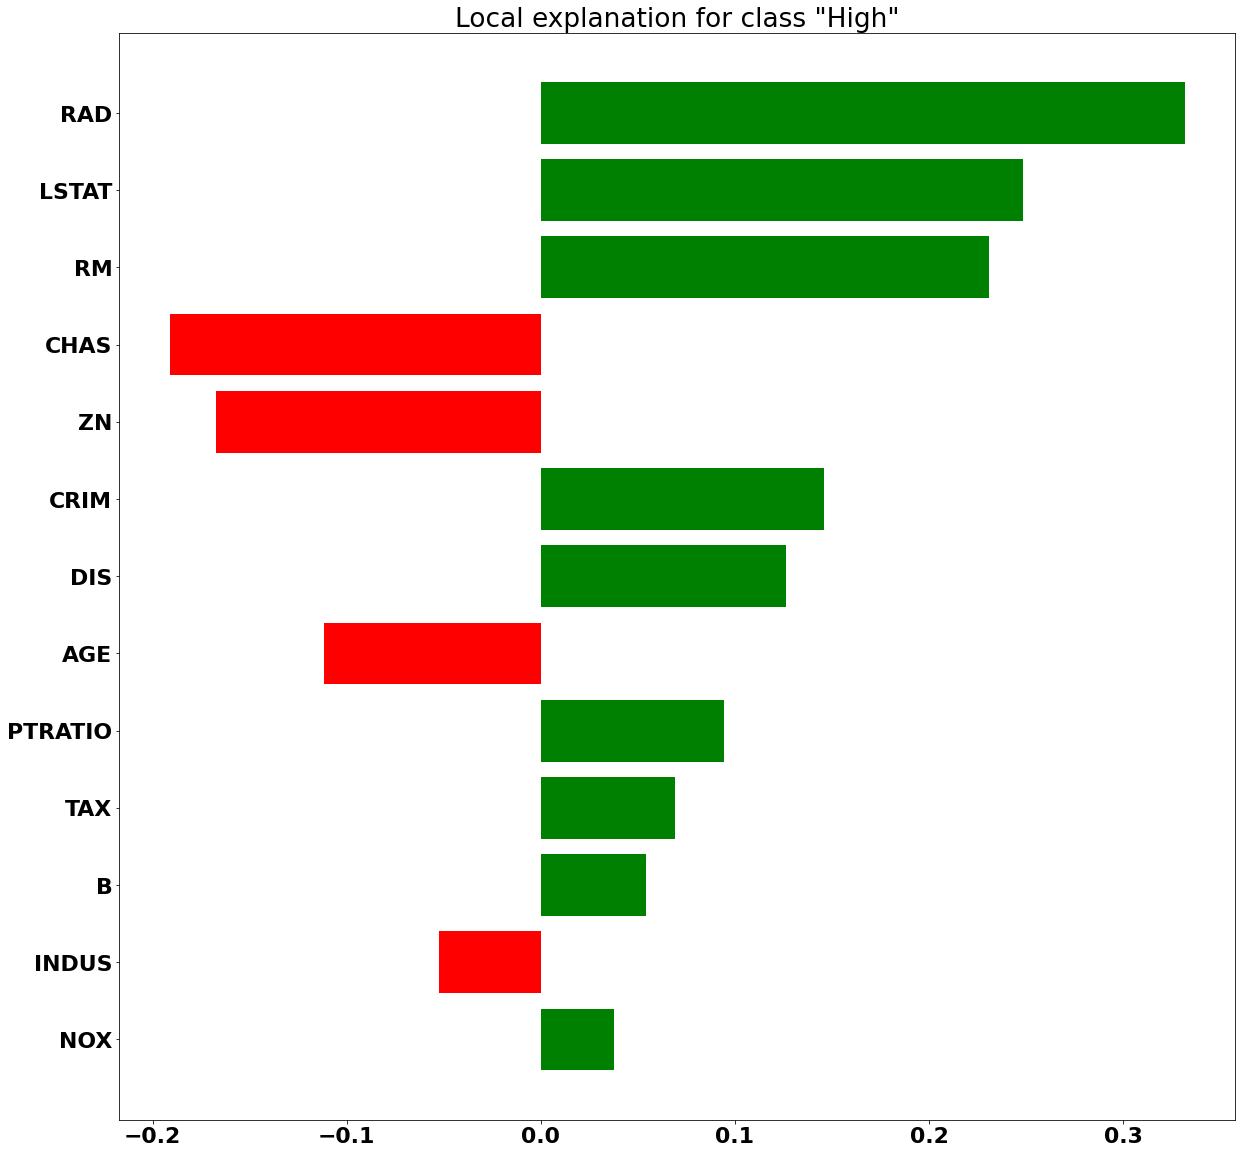 Local explanation for class "High"
RAD
LSTAT
RM
CHAS
ZN
CRIM
DIS
AGE
PTRATIO
TAX
B
INDUS
NOX
−0.2 −0.1 0.0 0.1 0.2 0.3